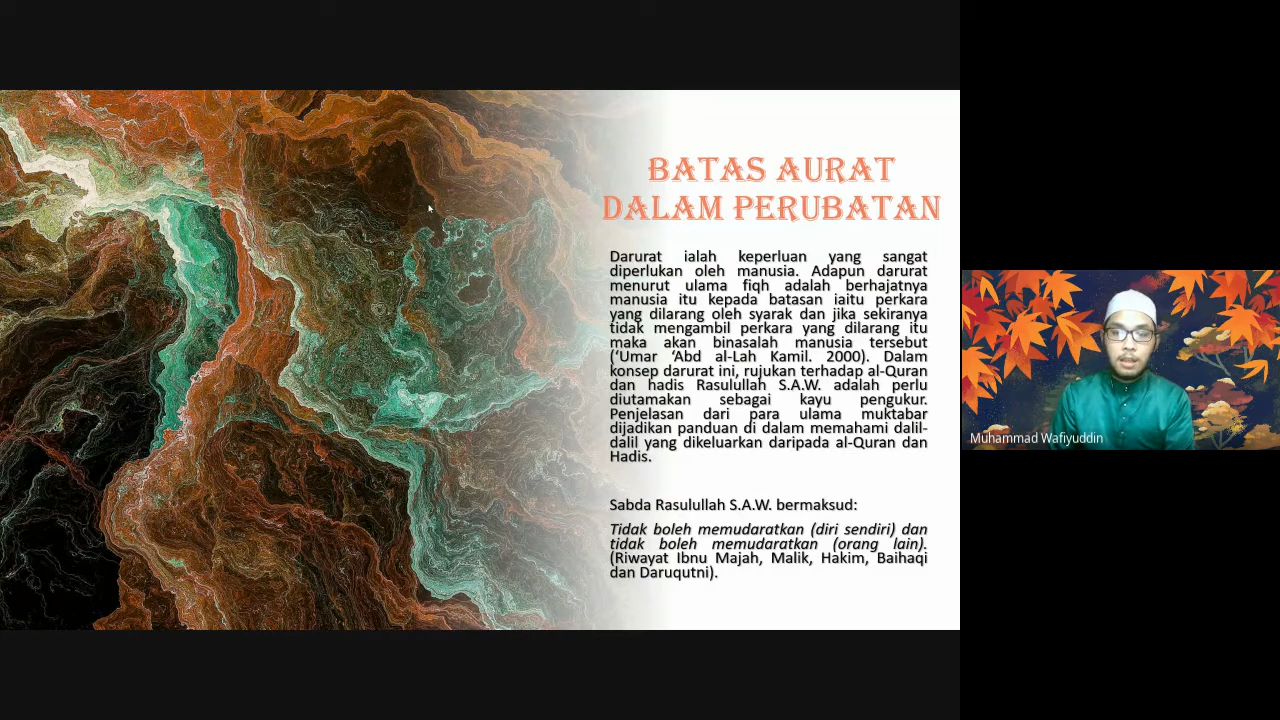 BATAS AURAT
DALAM PERUBATAN
Darurat ialah keperluan yang sangat
diperlukan oleh manusia. Adapun darurat
menurut ulama fiqh adalah berhajatnya
manusia itu kepada batasan iaitu perkara
yang dilarang oleh syarak dan jika sekiranya
tidak mengambil perkara yang dilarang itu
maka akan binasalah manusia tersebut
(‘Umar ‘Abd al-Lah Kamil. 2000). Dalam
konsep darurat ini, rujukan terhadap al-Quran
dan hadis Rasulullah S.A.W. adalah perlu
diutamakan sebagai kayu pengukur.
Penjelasan dari para ulama muktabar
dijadikan panduan di dalam memahami dalil-
dalil yang dikeluarkan daripada al-Quran dan
Hadis.
Sabda Rasulullah S.A.W. bermaksud:
Tidak boleh memudaratkan (diri sendiri) dan
tidak boleh memudaratkan (orang lain).
(Riwayat Ibnu Majah, Malik, Hakim, Baihaqi
dan Daruqutni).
Muhammad Wafiyuddin